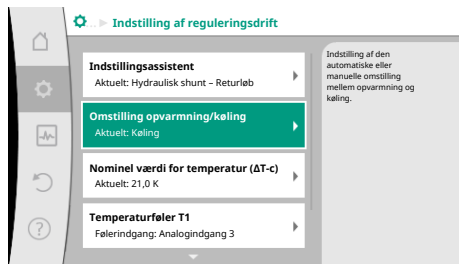 Indstilling af reguleringsdrift
Indstillingsassistent
Aktuelt: Hydraulisk shunt – Returløb
Omstilling opvarmning/køling
Aktuelt: Køling
Nominel værdi for temperatur (ΔT-c)
Aktuelt: 21,0 K
Temperaturføler T1
Følerindgang: Analogindgang 3
Indstilling af den
automatiske eller
manuelle omstilling
mellem opvarmning og
køling.